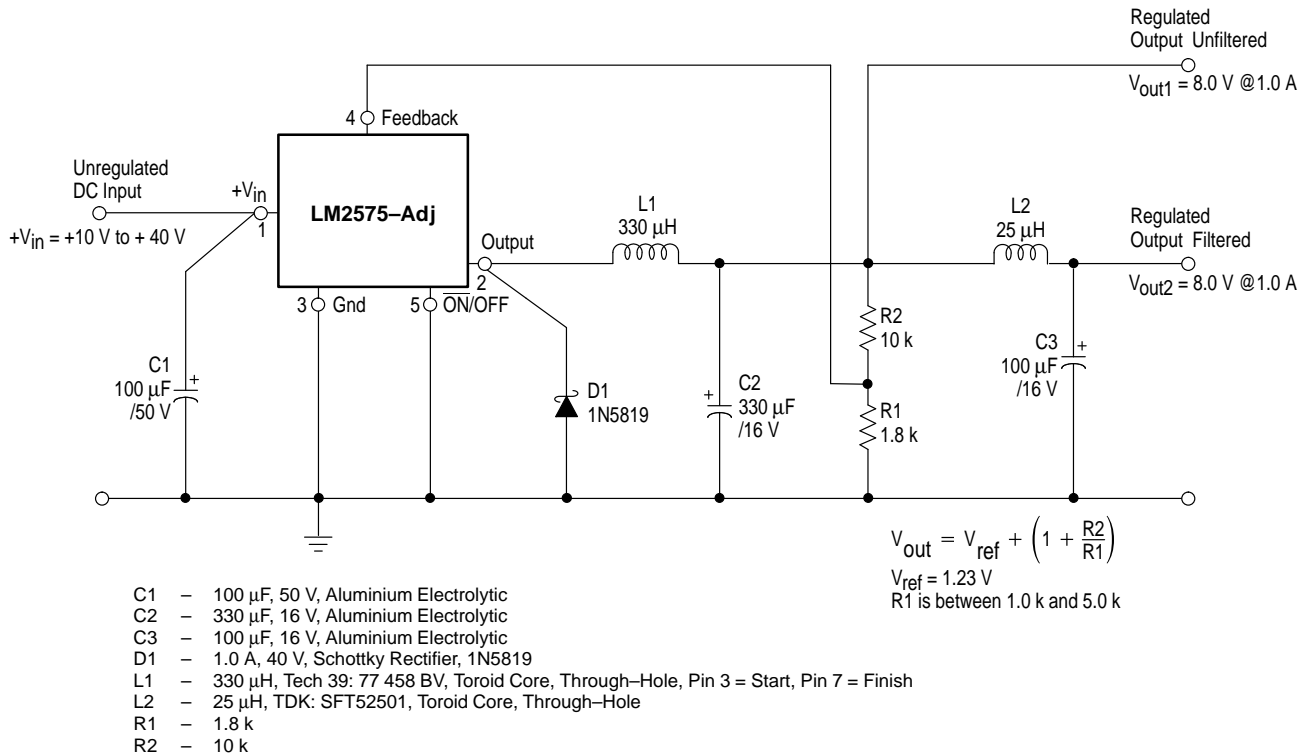 Regulated
Output Unfiltered
Vout1 = 8.0 V @1.0 A
4 Feedback
Unregulated
DC Input
+Vin
1
+Vin = +10 V to + 40 V
LM2575–Adj
Output
2
3 Gnd
5 ON/OFF
L1
330 μH
L2
25 μH
Regulated
Output Filtered
Vout2 = 8.0 V @1.0 A
C1
100 μF
/50 V
+
D1
1N5819
+
C2
330 μF
/16 V
R2
10 k
R1
1.8 k
C3
100 μF
/16 V
+
Vout = Vref + (1 + R2/R1)
Vref = 1.23 V
R1 is between 1.0 k and 5.0 k
C1 – 100 μF, 50 V, Aluminium Electrolytic
C2 – 330 μF, 16 V, Aluminium Electrolytic
C3 – 100 μF, 16 V, Aluminium Electrolytic
D1 – 1.0 A, 40 V, Schottky Rectifier, 1N5819
L1 – 330 μH, Tech 39: 77 458 BV, Toroid Core, Through–Hole, Pin 3 = Start, Pin 7 = Finish
L2 – 25 μH, TDK: SFT52501, Toroid Core, Through–Hole
R1 – 1.8 k
R2 – 10 k